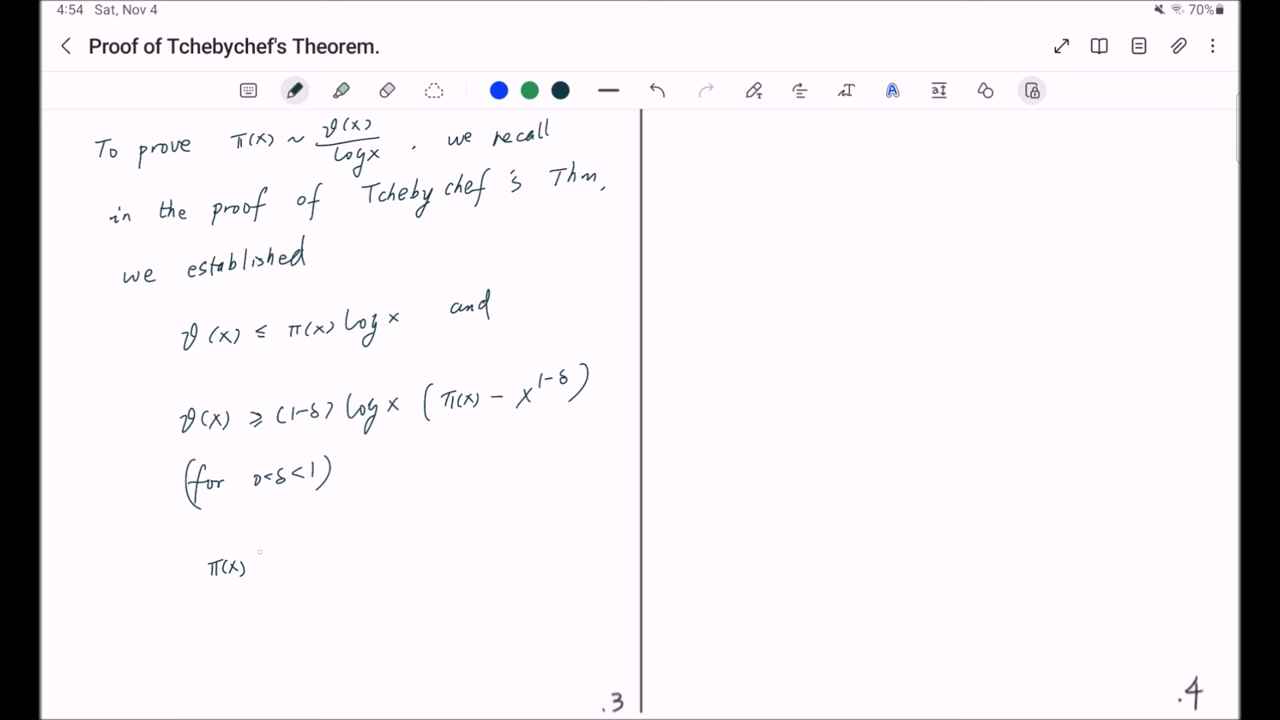 4:54 Sat, Nov 4
70%
Proof of Tchebychef's Theorem.
To prove π(x) ~ ϑ(x)/log x . we recall
in the proof of Tchebychef's Thm,
we established
ϑ(x) ≤ π(x) log x and
ϑ(x) ≥ (1-δ) log x (π(x) - x^{1-δ})
(for 0<δ<1)
π(x)
.3
.4